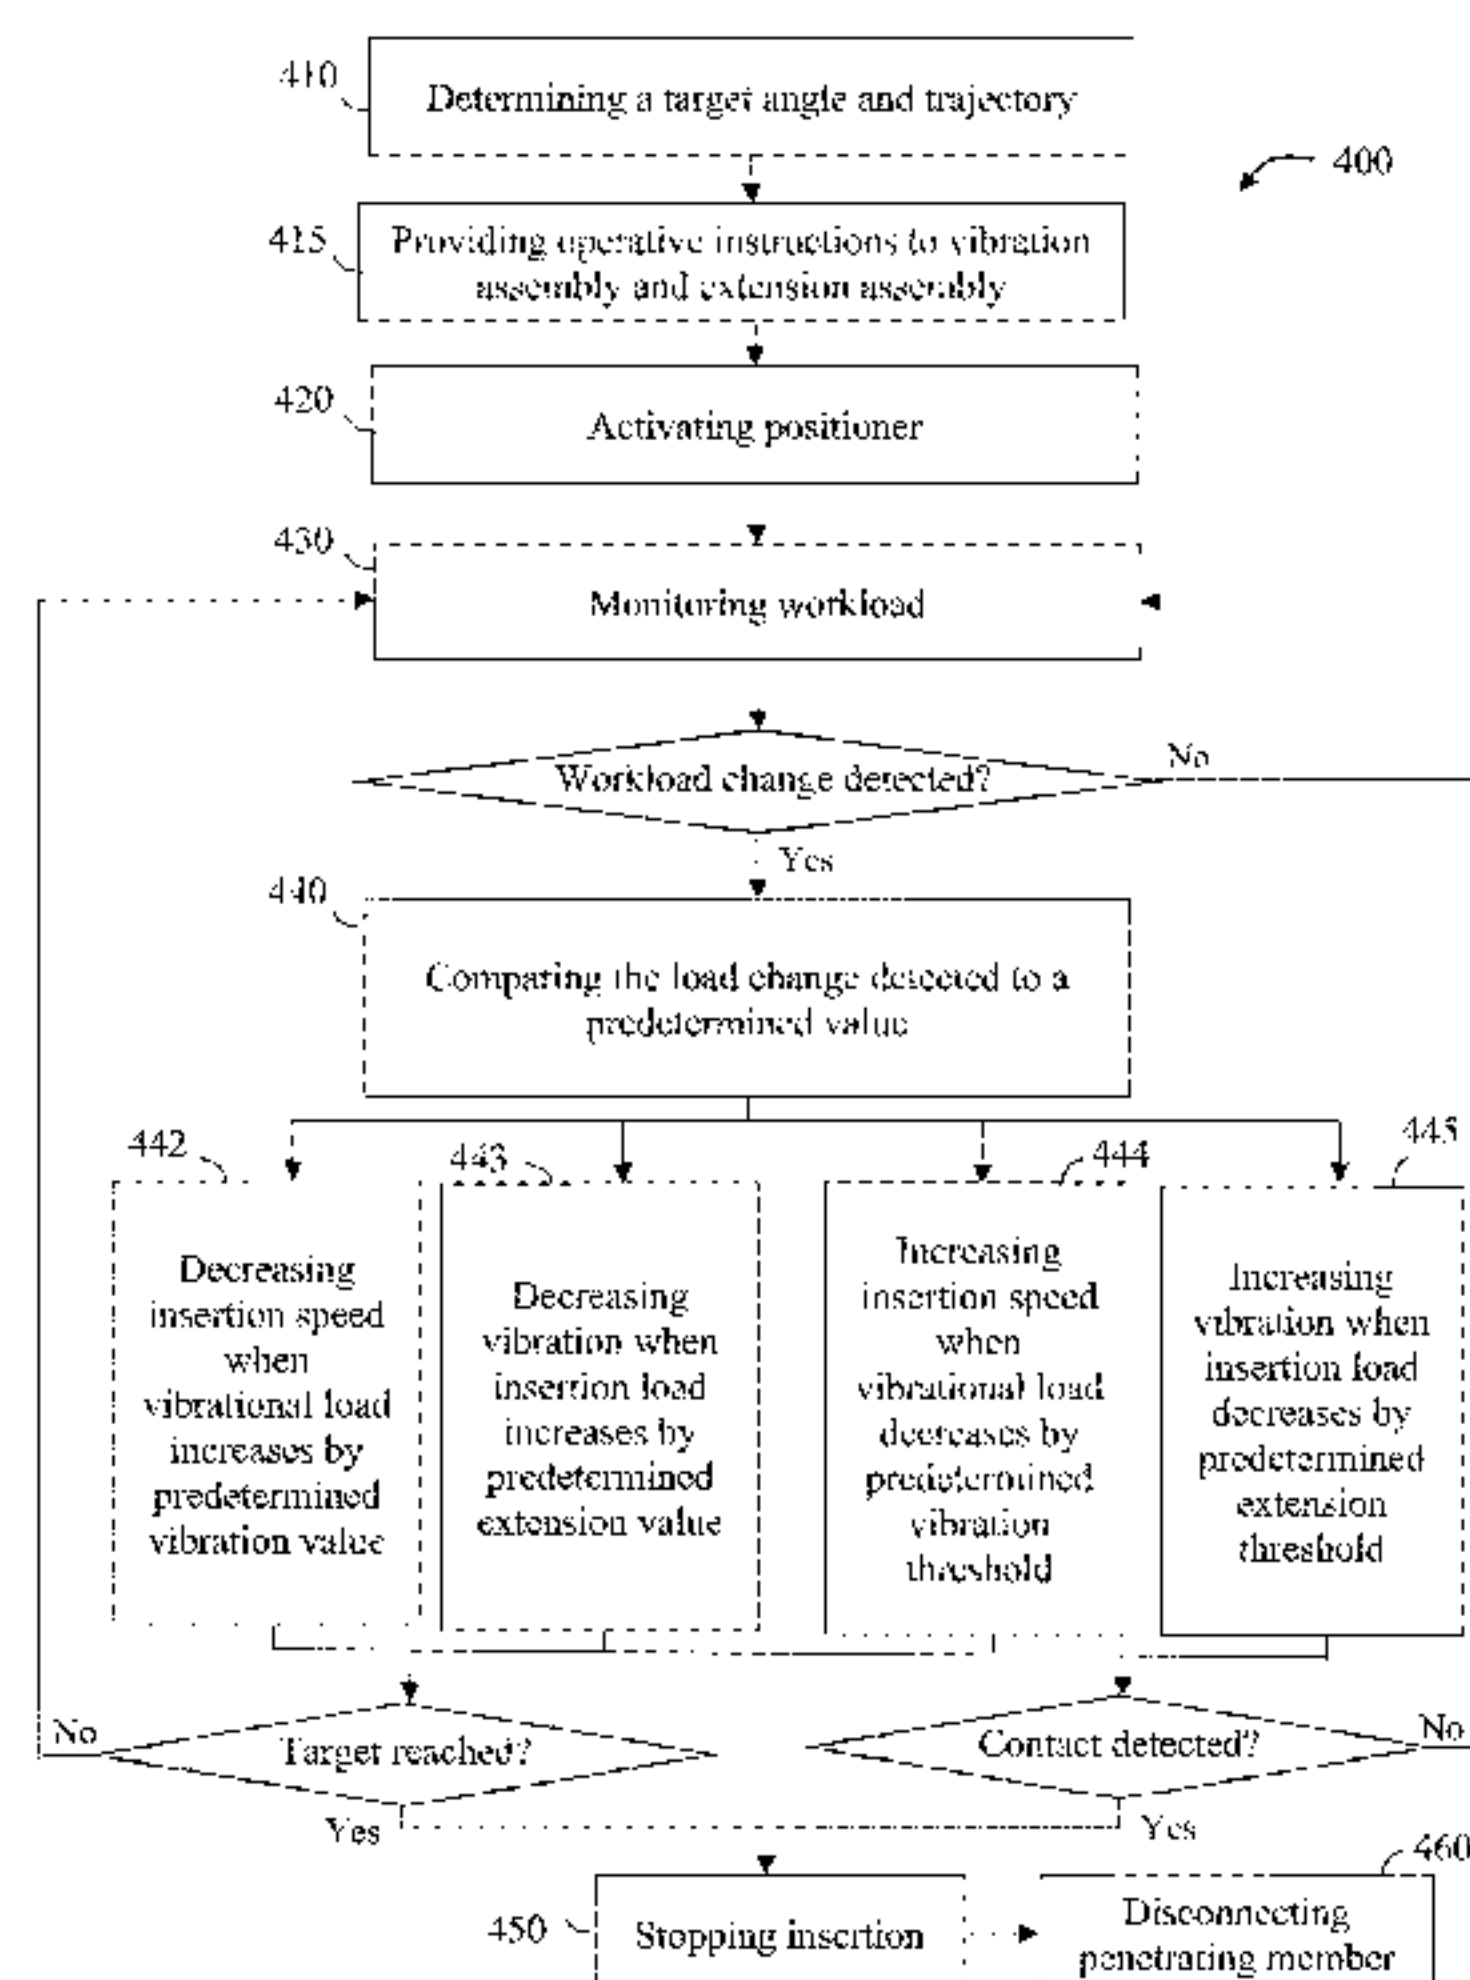 410
Determining a target angle and trajectory
400
415
Providing operative instructions to vibration
assembly and extension assembly
420
Activating positioner
430
Monitoring workload
Workload change detected?
No
Yes
440
Comparing the load change detected to a
predetermined value
442
443
444
445
Decreasing
insertion speed
when
vibrational load
increases by
predetermined
vibration value
Decreasing
vibration when
insertion load
increases by
predetermined
extension value
Increasing
insertion speed
when
vibrational load
decreases by
predetermined
vibration
threshold
Increasing
vibration when
insertion load
decreases by
predetermined
extension
threshold
No
Target reached?
Contact detected?
No
Yes
Yes
460
450
Stopping insertion
Disconnecting
penetrating member